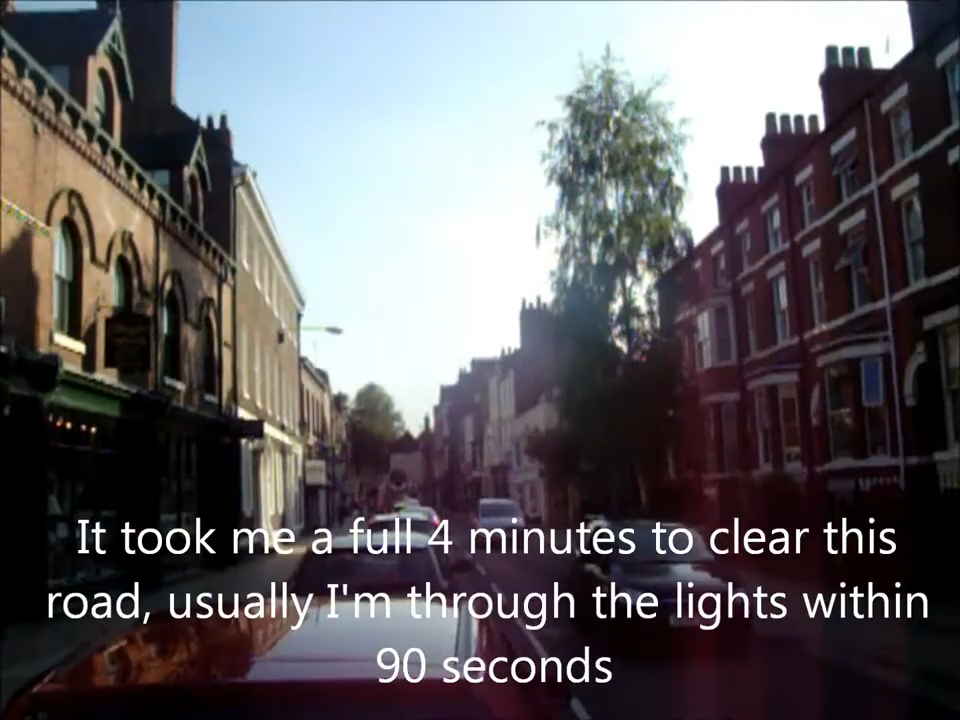 It took me a full 4 minutes to clear this
road, usually I'm through the lights within
90 seconds